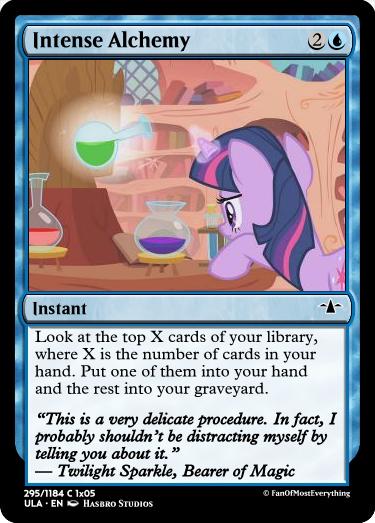 Intense Alchemy 2
Instant
Look at the top X cards of your library,
where X is the number of cards in your
hand. Put one of them into your hand
and the rest into your graveyard.
“This is a very delicate procedure. In fact, I
probably shouldn’t be distracting myself by
telling you about it.”
— Twilight Sparkle, Bearer of Magic
295/1184 C 1x05
ULA • EN Hasbro Studios © FanOfMostEverything